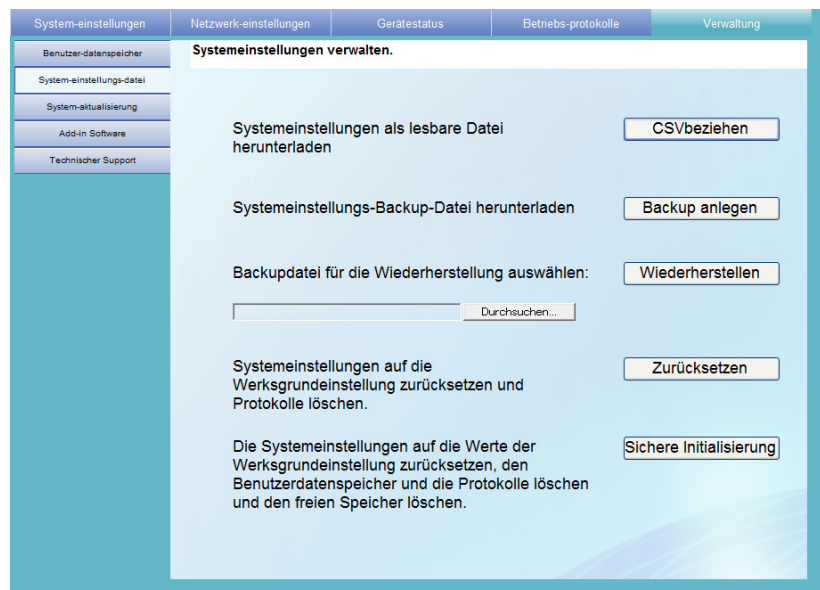 System-einstellungen Netzwerk-einstellungen Gerätestatus Betriebs-protokolle Verwaltung
Benutzer-datenspeicher
System-einstellungs-datei
System-aktualisierung
Add-in Software
Technischer Support
Systemeinstellungen verwalten.
Systemeinstellungen als lesbare Datei
herunterladen
CSVbeziehen
Systemeinstellungs-Backup-Datei herunterladen
Backup anlegen
Backupdatei für die Wiederherstellung auswählen:
Wiederherstellen
Durchsuchen...
Systemeinstellungen auf die
Werksgrundeinstellung zurücksetzen und
Protokolle löschen.
Zurücksetzen
Die Systemeinstellungen auf die Werte der
Werksgrundeinstellung zurücksetzen, den
Benutzerdatenspeicher und die Protokolle löschen
und den freien Speicher löschen.
Sichere Initialisierung